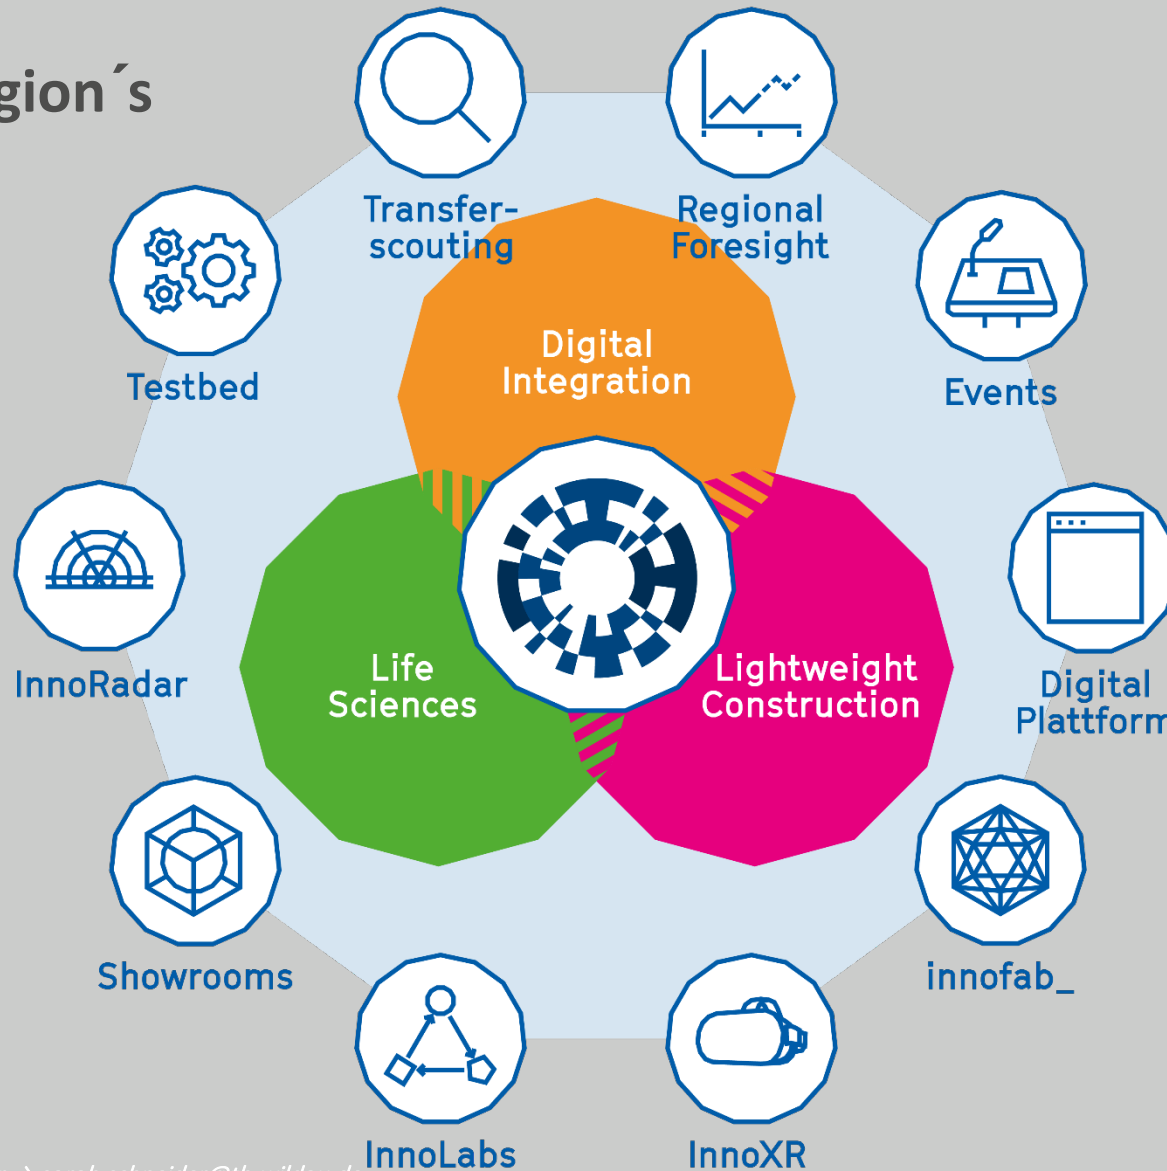 gion´s
Transfer-
scouting
Regional
Foresight
Testbed
Events
Digital
Integration
InnoRadar
Life
Sciences
Lightweight
Construction
Digital
Plattform
Showrooms
innofab_
InnoLabs
InnoXR